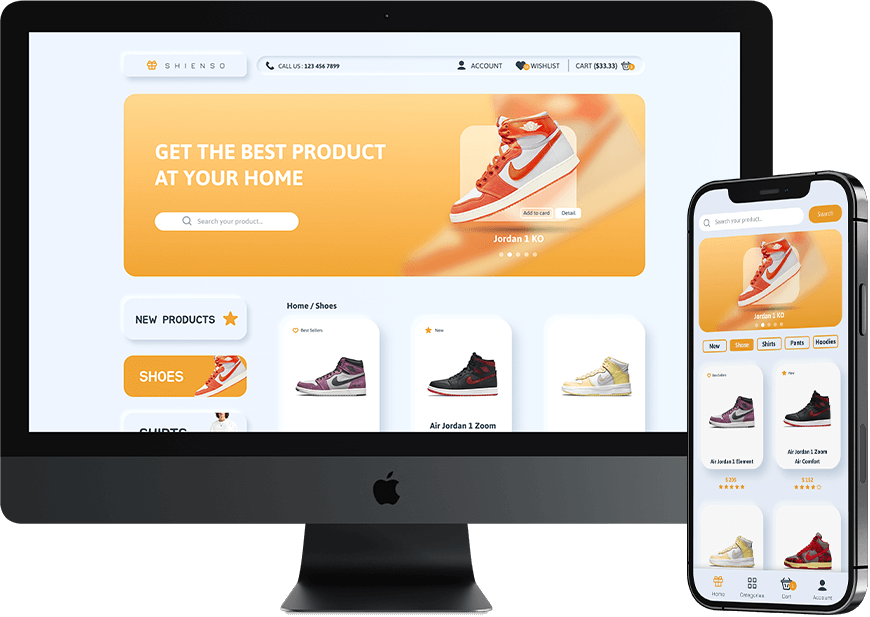 SHIENSO
CALL US : 123 456 7899
ACCOUNT
WISHLIST
CART ($33.33)
GET THE BEST PRODUCT
AT YOUR HOME
Search your product...
Add to card
Detail
Jordan 1 KO
NEW PRODUCTS
SHOES
SHIRTS
Home / Shoes
Best Sellers
New
Air Jordan 1 Zoom
Search your product...
Search
Jordan 1 KO
New
Shoes
Shirts
Pants
Hoodies
Best Sellers
New
Air Jordan 1 Element
$ 205
Air Jordan 1 Zoom
Air Comfort
$ 152
Home
Categories
Cart
Account